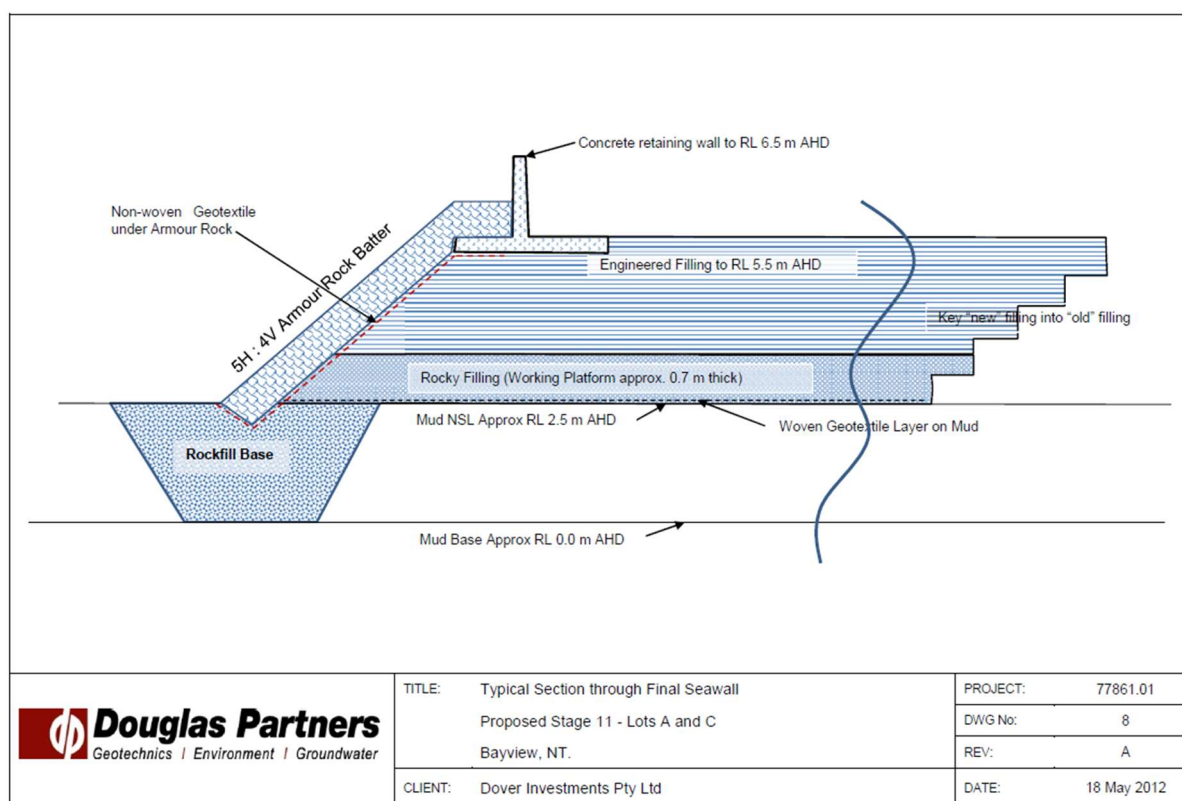 Concrete retaining wall to RL 6.5 m AHD
Non-woven Geotextile
under Armour Rock
5H : 4V Armour Rock Batter
Engineered Filling to RL 5.5 m AHD
Key “new” filling into “old” filling
Rocky Filling (Working Platform approx. 0.7 m thick)
Mud NSL Approx RL 2.5 m AHD
Woven Geotextile Layer on Mud
Rockfill Base
Mud Base Approx RL 0.0 m AHD
Douglas Partners
Geotechnics | Environment | Groundwater
TITLE: Typical Section through Final Seawall
Proposed Stage 11 - Lots A and C
Bayview, NT.
CLIENT: Dover Investments Pty Ltd
PROJECT: 77861.01
DWG No: 8
REV: A
DATE: 18 May 2012